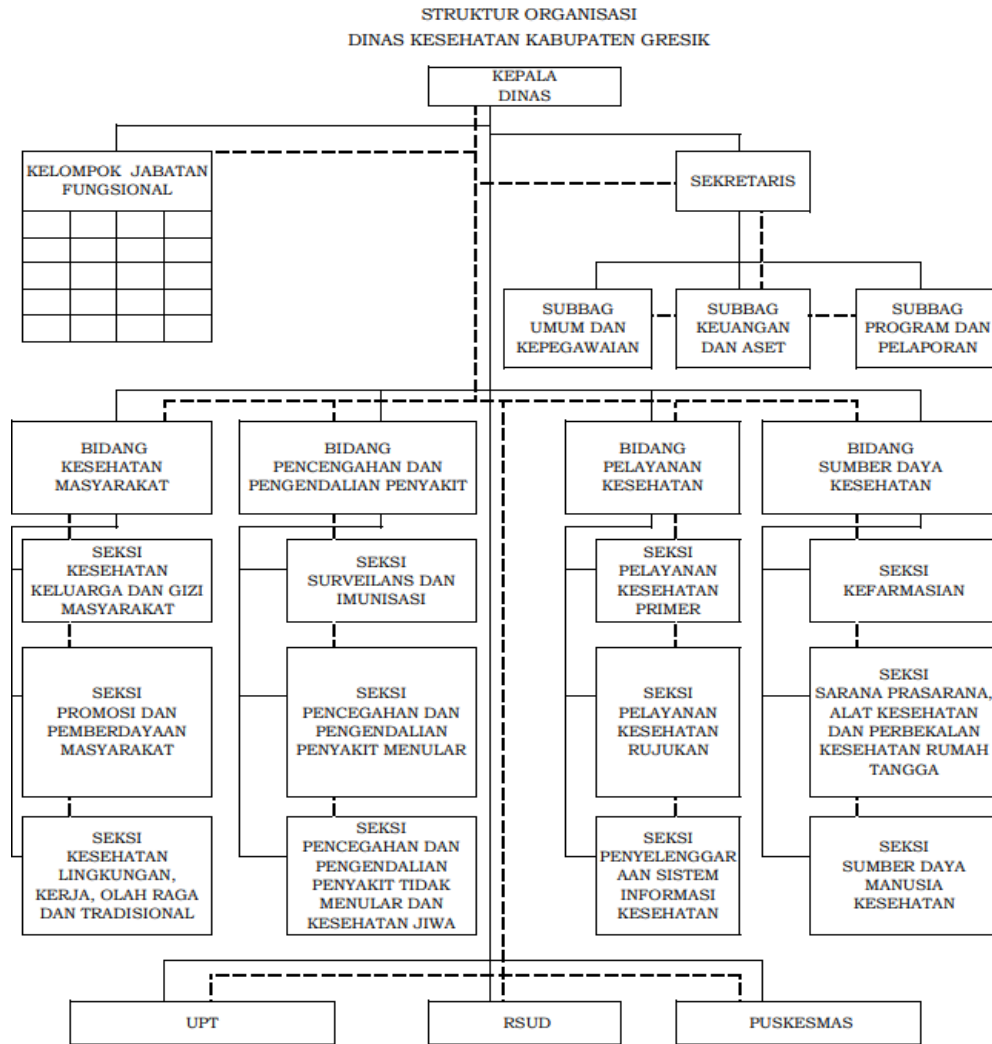 STRUKTUR ORGANISASI
DINAS KESEHATAN KABUPATEN GRESIK
KEPALA
DINAS
KELOMPOK JABATAN
FUNGSIONAL
SEKRETARIS
SUBBAG
UMUM DAN
KEPEGAWAIAN
SUBBAG
KEUANGAN
DAN ASET
SUBBAG
PROGRAM DAN
PELAPORAN
BIDANG
KESEHATAN
MASYARAKAT
BIDANG
PENCENGAHAN DAN
PENGENDALIAN PENYAKIT
BIDANG
PELAYANAN
KESEHATAN
BIDANG
SUMBER DAYA
KESEHATAN
SEKSI
KESEHATAN
KELUARGA DAN GIZI
MASYARAKAT
SEKSI
SURVEILANS DAN
IMUNISASI
SEKSI
PELAYANAN
KESEHATAN
PRIMER
SEKSI
KEFARMASIAN
SEKSI
PROMOSI DAN
PEMBERDAYAAN
MASYARAKAT
SEKSI
PENCEGAHAN DAN
PENGENDALIAN
PENYAKIT MENULAR
SEKSI
PELAYANAN
KESEHATAN
RUJUKAN
SEKSI
SARANA PRASARANA,
ALAT KESEHATAN
DAN PERBEKALAN
KESEHATAN RUMAH
TANGGA
SEKSI
KESEHATAN
LINGKUNGAN,
KERJA, OLAH RAGA
DAN TRADISIONAL
SEKSI
PENCEGAHAN DAN
PENGENDALIAN
PENYAKIT TIDAK
MENULAR DAN
KESEHATAN JIWA
SEKSI
PENYELENGGAR
AAN SISTEM
INFORMASI
KESEHATAN
SEKSI
SUMBER DAYA
MANUSIA
KESEHATAN
UPT
RSUD
PUSKESMAS